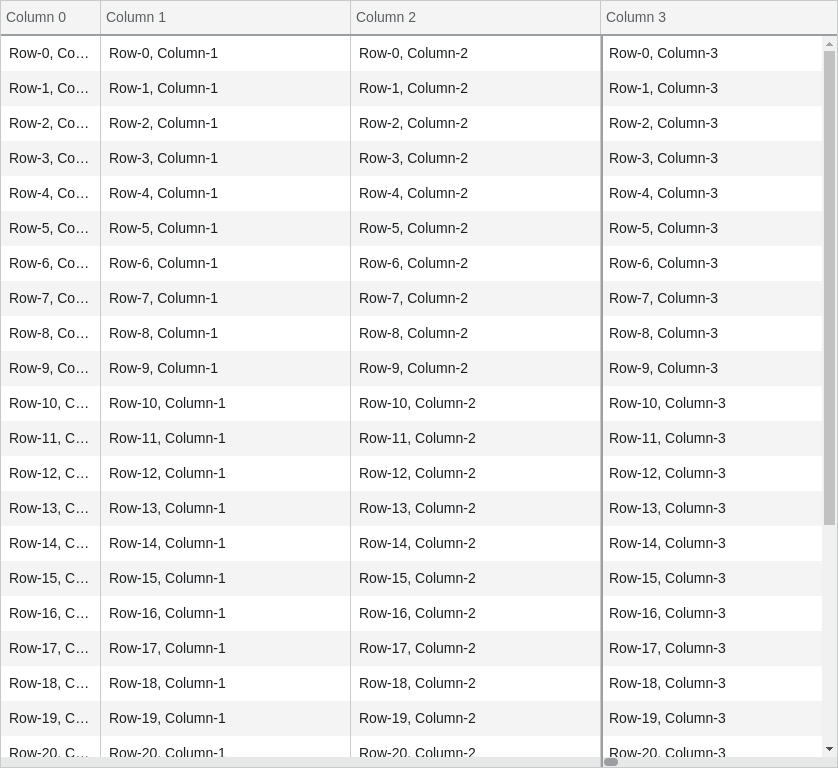 Column 0 Column 1 Column 2 Column 3
Row-0, Co… Row-0, Column-1 Row-0, Column-2 Row-0, Column-3
Row-1, Co… Row-1, Column-1 Row-1, Column-2 Row-1, Column-3
Row-2, Co… Row-2, Column-1 Row-2, Column-2 Row-2, Column-3
Row-3, Co… Row-3, Column-1 Row-3, Column-2 Row-3, Column-3
Row-4, Co… Row-4, Column-1 Row-4, Column-2 Row-4, Column-3
Row-5, Co… Row-5, Column-1 Row-5, Column-2 Row-5, Column-3
Row-6, Co… Row-6, Column-1 Row-6, Column-2 Row-6, Column-3
Row-7, Co… Row-7, Column-1 Row-7, Column-2 Row-7, Column-3
Row-8, Co… Row-8, Column-1 Row-8, Column-2 Row-8, Column-3
Row-9, Co… Row-9, Column-1 Row-9, Column-2 Row-9, Column-3
Row-10, C… Row-10, Column-1 Row-10, Column-2 Row-10, Column-3
Row-11, C… Row-11, Column-1 Row-11, Column-2 Row-11, Column-3
Row-12, C… Row-12, Column-1 Row-12, Column-2 Row-12, Column-3
Row-13, C… Row-13, Column-1 Row-13, Column-2 Row-13, Column-3
Row-14, C… Row-14, Column-1 Row-14, Column-2 Row-14, Column-3
Row-15, C… Row-15, Column-1 Row-15, Column-2 Row-15, Column-3
Row-16, C… Row-16, Column-1 Row-16, Column-2 Row-16, Column-3
Row-17, C… Row-17, Column-1 Row-17, Column-2 Row-17, Column-3
Row-18, C… Row-18, Column-1 Row-18, Column-2 Row-18, Column-3
Row-19, C… Row-19, Column-1 Row-19, Column-2 Row-19, Column-3
Row-20, C… Row-20, Column-1 Row-20, Column-2 Row-20, Column-3